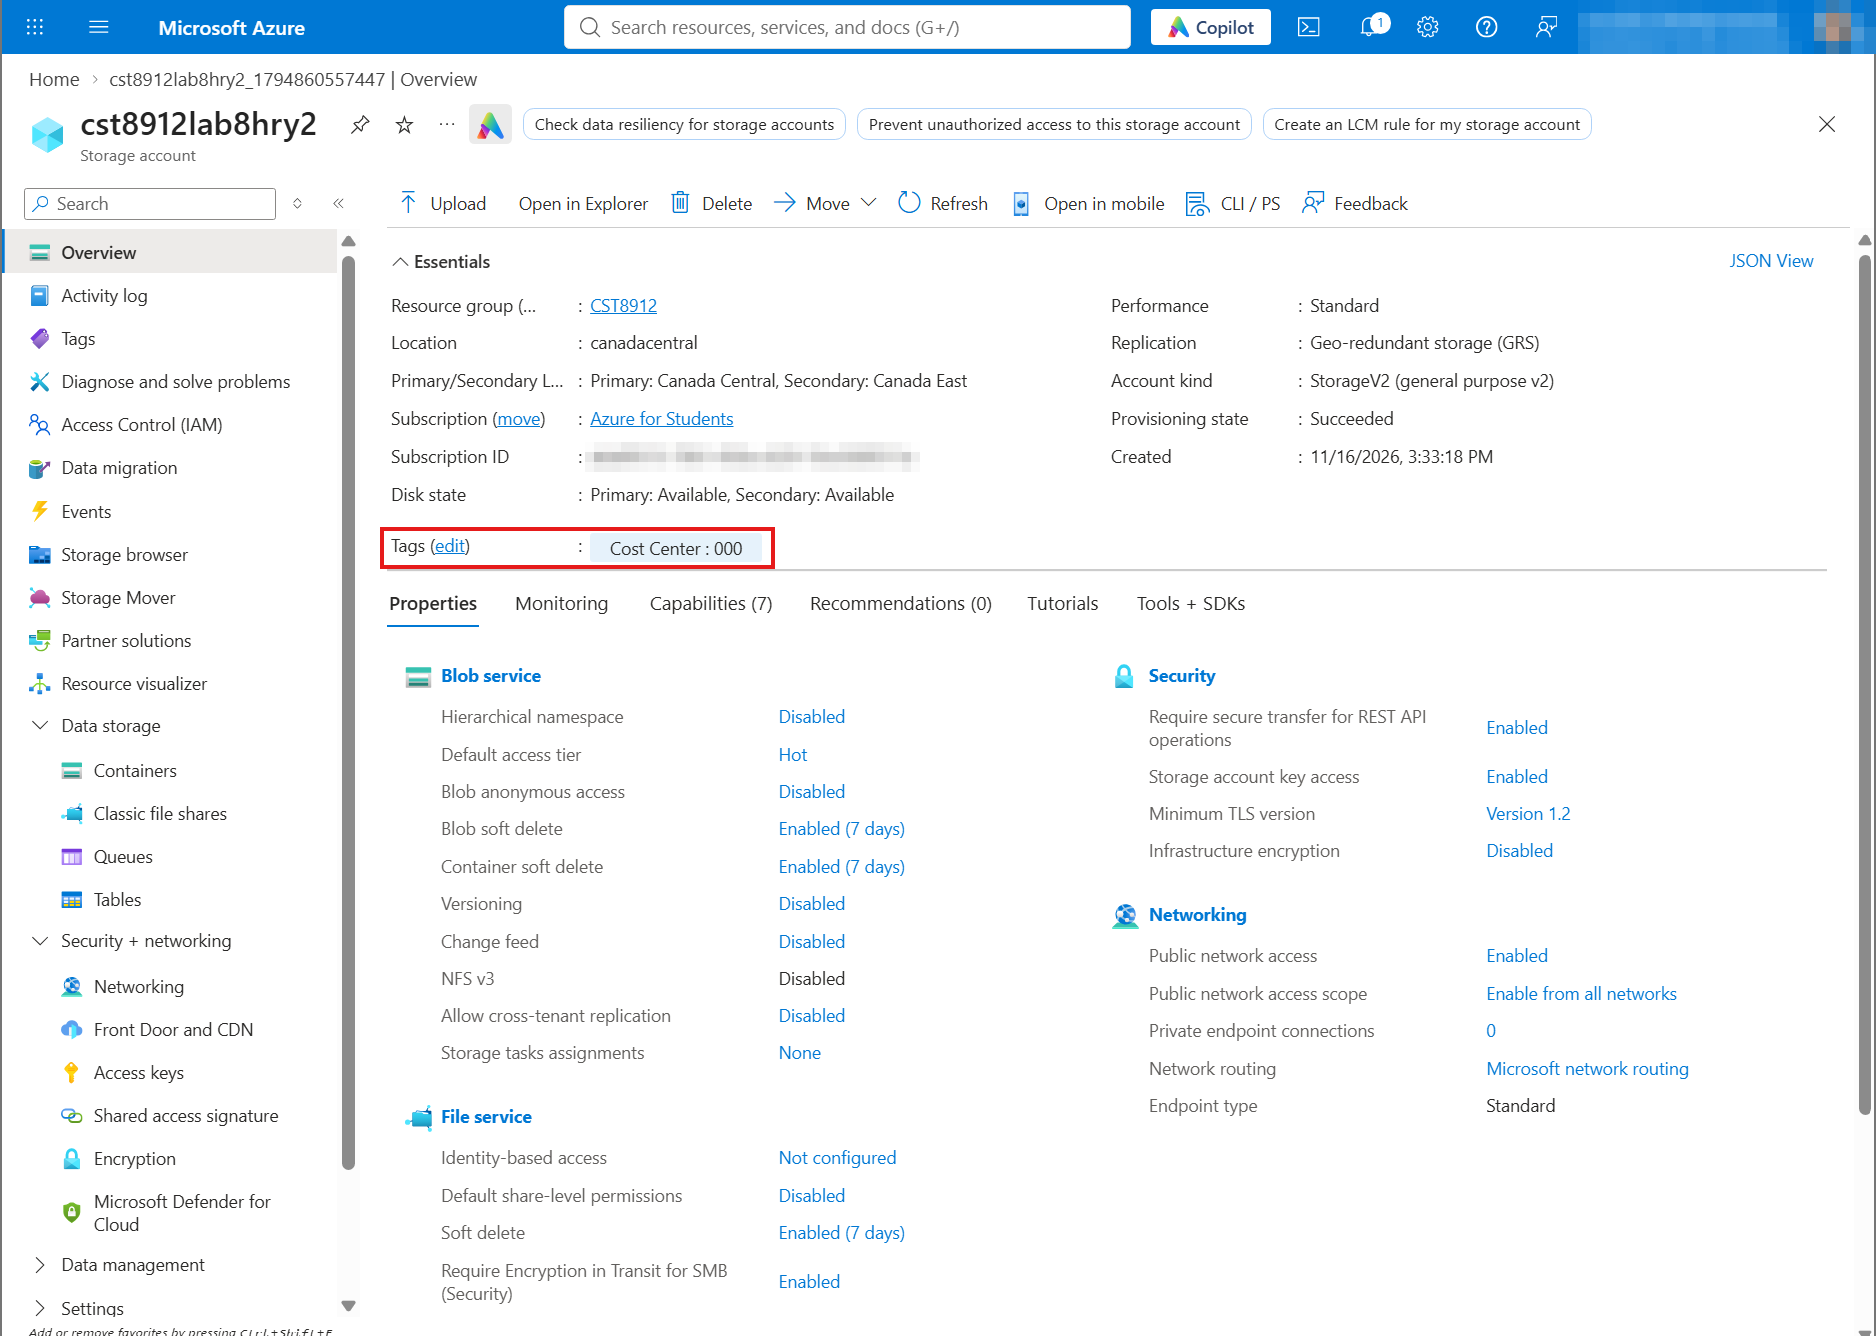 Microsoft Azure
Search resources, services, and docs (G+/)
Copilot
1
Home > cst8912lab8hry2_1794860557447 | Overview
cst8912lab8hry2
Storage account
Check data resiliency for storage accounts
Prevent unauthorized access to this storage account
Create an LCM rule for my storage account
Search
Overview
Activity log
Tags
Diagnose and solve problems
Access Control (IAM)
Data migration
Events
Storage browser
Storage Mover
Partner solutions
Resource visualizer
Data storage
Containers
Classic file shares
Queues
Tables
Security + networking
Networking
Front Door and CDN
Access keys
Shared access signature
Encryption
Microsoft Defender for
Cloud
Data management
Settings
Add or remove favorites by pressing Ctrl+Shift+F
Upload
Open in Explorer
Delete
Move
Refresh
Open in mobile
CLI / PS
Feedback
Essentials
JSON View
Resource group (... : CST8912
Location : canadacentral
Primary/Secondary L... : Primary: Canada Central, Secondary: Canada East
Subscription (move) : Azure for Students
Subscription ID :
Disk state : Primary: Available, Secondary: Available
Performance : Standard
Replication : Geo-redundant storage (GRS)
Account kind : StorageV2 (general purpose v2)
Provisioning state : Succeeded
Created : 11/16/2026, 3:33:18 PM
Tags (edit) : Cost Center : 000
Properties
Monitoring
Capabilities (7)
Recommendations (0)
Tutorials
Tools + SDKs
Blob service
Hierarchical namespace Disabled
Default access tier Hot
Blob anonymous access Disabled
Blob soft delete Enabled (7 days)
Container soft delete Enabled (7 days)
Versioning Disabled
Change feed Disabled
NFS v3 Disabled
Allow cross-tenant replication Disabled
Storage tasks assignments None
File service
Identity-based access Not configured
Default share-level permissions Disabled
Soft delete Enabled (7 days)
Require Encryption in Transit for SMB
(Security)
Enabled
Security
Require secure transfer for REST API
operations
Enabled
Storage account key access Enabled
Minimum TLS version Version 1.2
Infrastructure encryption Disabled
Networking
Public network access Enabled
Public network access scope Enable from all networks
Private endpoint connections 0
Network routing Microsoft network routing
Endpoint type Standard